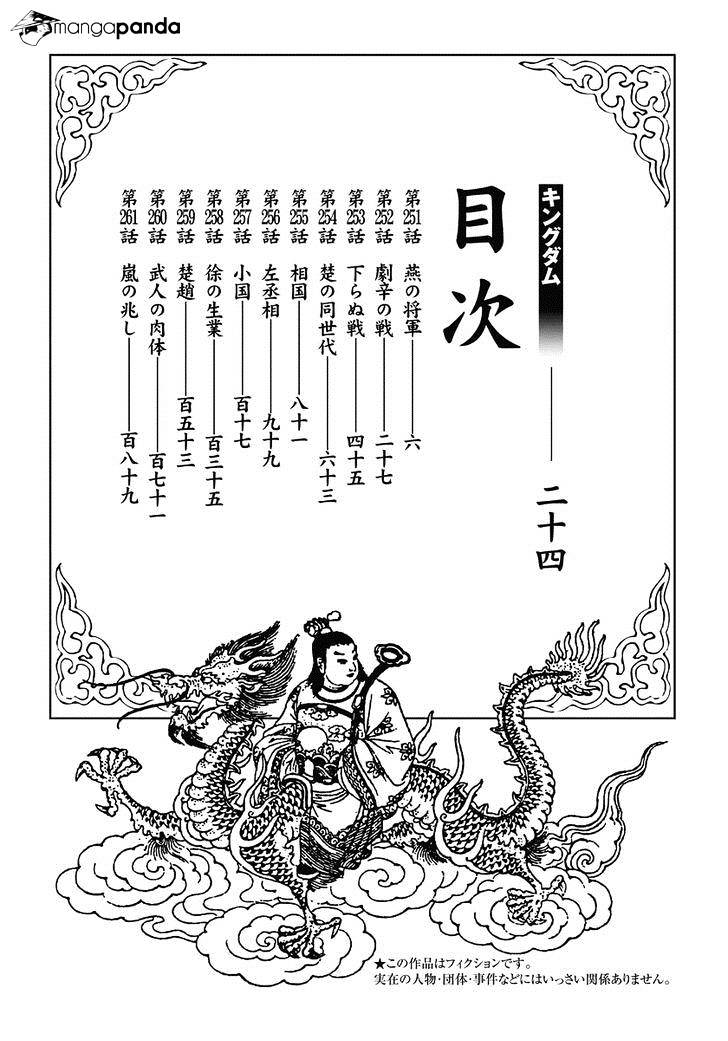 mangapanda
キングダム ── 二十四
目次
第251話 燕の将軍 ── 六
第252話 劇辛の戦 ── 二十七
第253話 下らぬ戦 ── 四十五
第254話 楚の同世代 ── 六十三
第255話 相国 ── 八十一
第256話 左丞相 ── 九十九
第257話 小国 ── 百十七
第258話 徐の生業 ── 百三十五
第259話 楚趙 ── 百五十三
第260話 武人の肉体 ── 百七十一
第261話 嵐の兆し ── 百八十九
★この作品はフィクションです。
実在の人物・団体・事件などにはいっさい関係ありません。